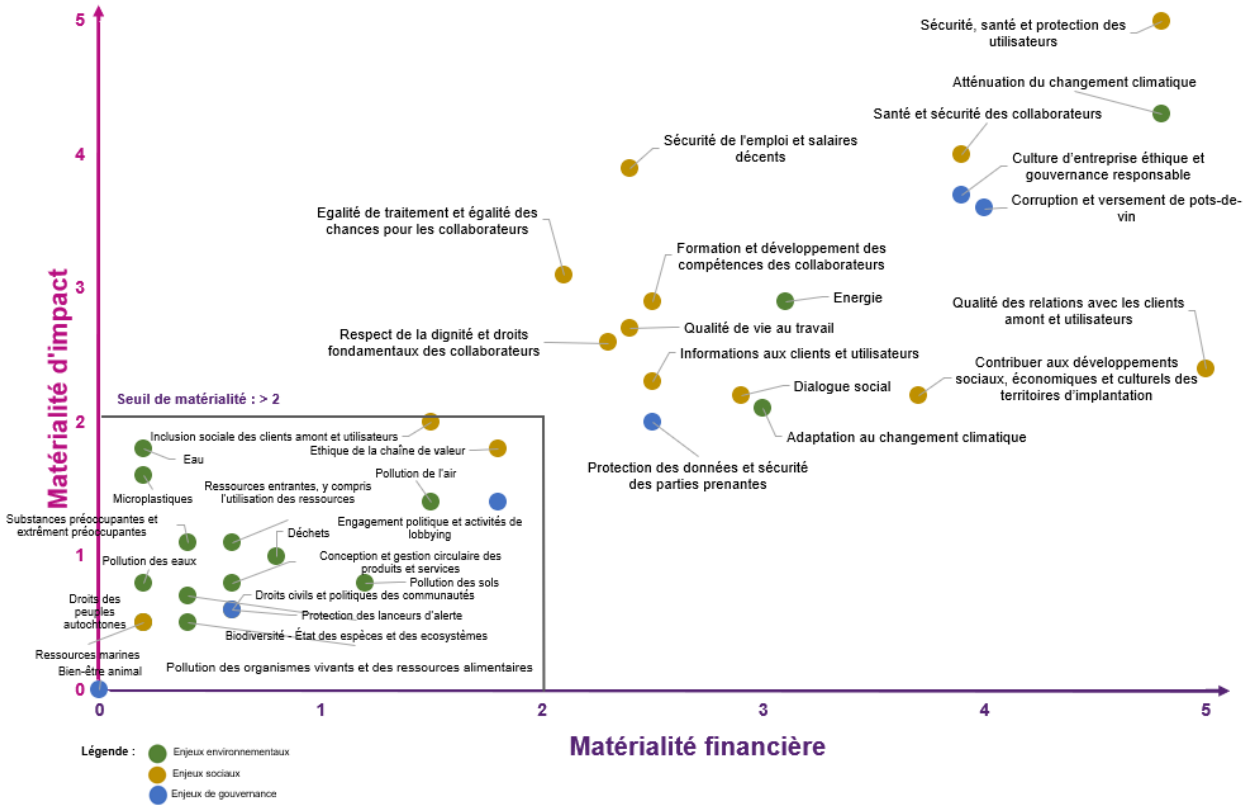 5
Sécurité, santé et protection des
utilisateurs
Atténuation du changement climatique
Santé et sécurité des collaborateurs
4
Sécurité de l'emploi et salaires
décents
Culture d'entreprise éthique et
gouvernance responsable
Corruption et versement de pots-de-
vin
Egalité de traitement et égalité des
chances pour les collaborateurs
Formation et développement des
compétences des collaborateurs
3
Energie
Qualité des relations avec les clients
amont et utilisateurs
Respect de la dignité et droits
fondamentaux des collaborateurs
Qualité de vie au travail
Informations aux clients et utilisateurs
Dialogue social
Contribuer aux développements
sociaux, économiques et culturels des
territoires d'implantation
Matérialité d'impact
Seuil de matérialité : > 2
2
Adaptation au changement climatique
Protection des données et sécurité
des parties prenantes
Inclusion sociale des clients amont et utilisateurs
Ethique de la chaîne de valeur
Eau
Pollution de l'air
Microplastiques
Ressources entrantes, y compris
l'utilisation des ressources
Substances préoccupantes et
extrêment préoccupantes
Engagement politique et activités de
lobbying
Déchets
1
Pollution des eaux
Conception et gestion circulaire des
produits et services
Pollution des sols
Droits civils et politiques des communautés
Droits des
peuples
autochtones
Protection des lanceurs d'alerte
Biodiversité - État des espèces et des ecosystèmes
Ressources marines
Bien-être animal
Pollution des organismes vivants et des ressources alimentaires
0
0
1
2
3
4
5
Matérialité financière
Légende :
Enjeux environnementaux
Enjeux sociaux
Enjeux de gouvernance